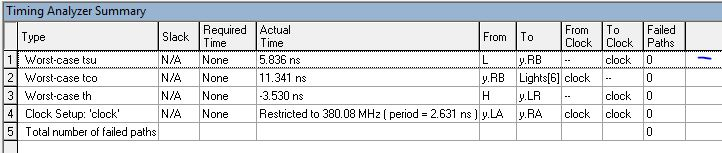 Timing Analyzer Summary
Type Slack Required Time Actual Time From To From Clock To Clock Failed Paths
1 Worst-case tsu N/A None 5.836 ns L y.RB -- clock 0
2 Worst-case tco N/A None 11.341 ns y.RB Lights[6] clock -- 0
3 Worst-case th N/A None -3.530 ns H y.LR -- clock 0
4 Clock Setup: 'clock' N/A None Restricted to 380.08 MHz ( period = 2.631 ns ) y.LA y.RA clock clock 0
5 Total number of failed paths 0